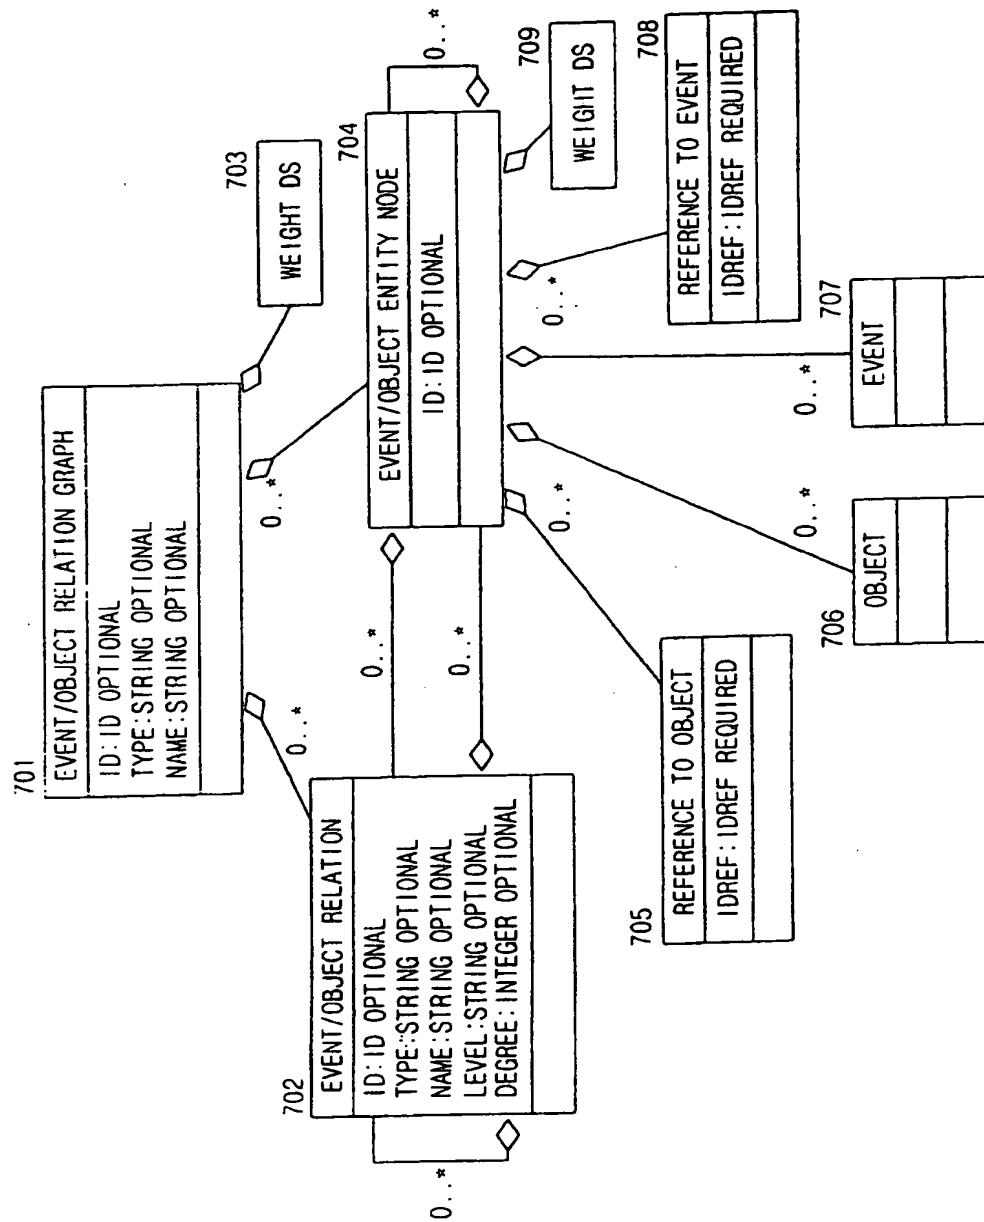 701
EVENT/OBJECT RELATION GRAPH
ID:ID OPTIONAL
TYPE:STRING OPTIONAL
NAME:STRING OPTIONAL
703
WEIGHT DS
0..*
0..*
702
EVENT/OBJECT RELATION
ID:ID OPTIONAL
TYPE:STRING OPTIONAL
NAME:STRING OPTIONAL
LEVEL:STRING OPTIONAL
DEGREE:INTEGER OPTIONAL
0..*
0..*
0..*
704
EVENT/OBJECT ENTITY NODE
ID:ID OPTIONAL
0..*
709
WEIGHT DS
0..*
0..*
705
REFERENCE TO OBJECT
IDREF:IDREF REQUIRED
708
REFERENCE TO EVENT
IDREF:IDREF REQUIRED
0..*
706
OBJECT
0..*
707
EVENT